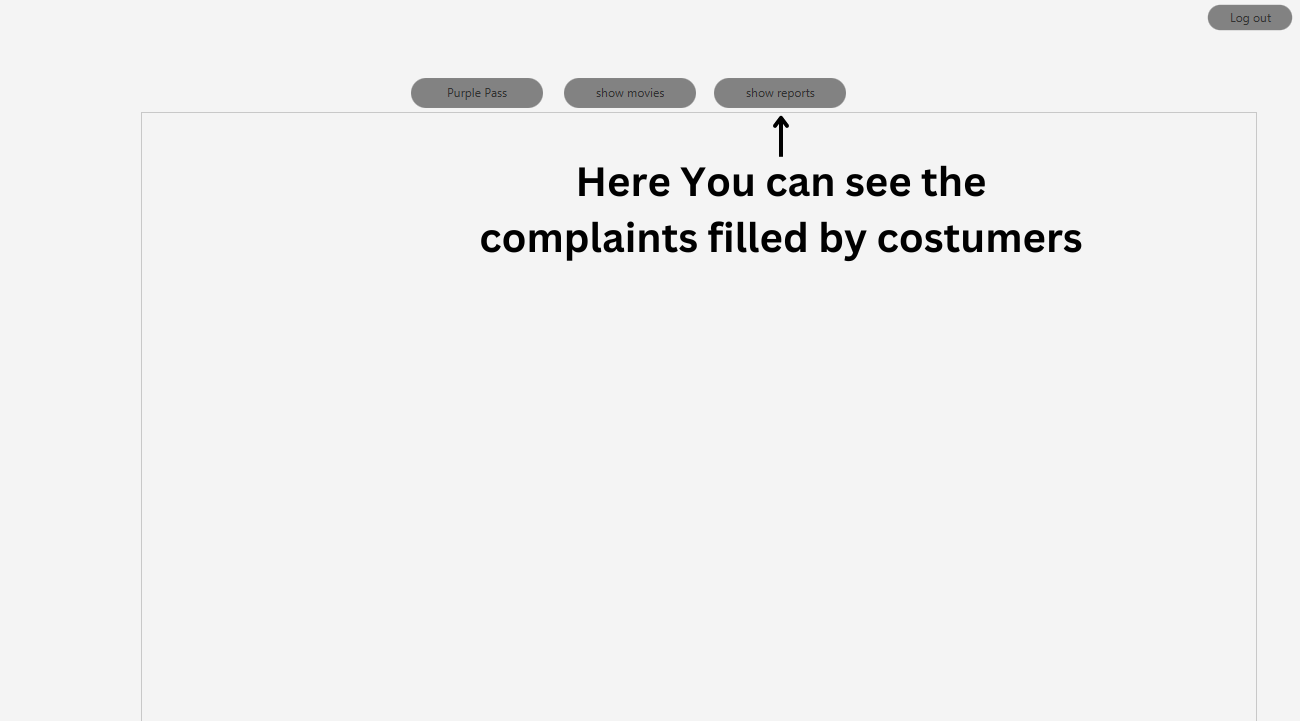 Log out
Purple Pass show movies show reports
Here You can see the
complaints filled by costumers